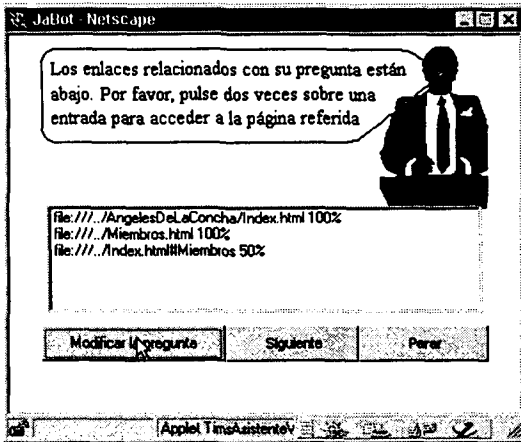 JaBot - Netscape
Los enlaces relacionados con su pregunta están
abajo. Por favor, pulse dos veces sobre una
entrada para acceder a la página referida
file:///../AngelesDeLaConcha/Index.html 100%
file:///../Miembros.html 100%
file:///../Index.html#Miembros 50%
Modificar la pregunta
Siguiente
Parar
Applet TimsAsistenteV